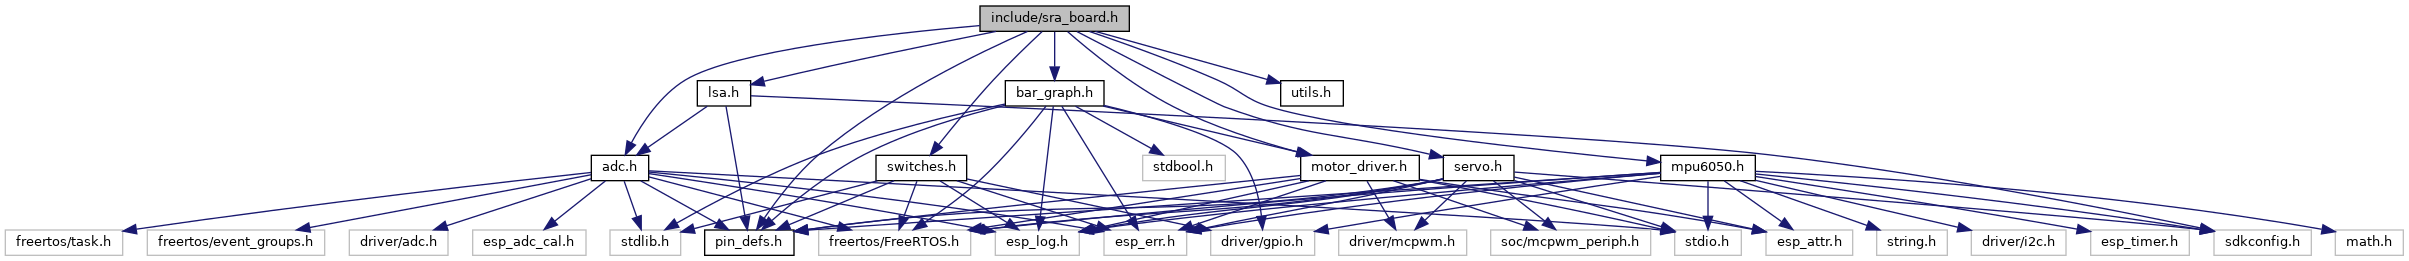 include/sra_board.h
lsa.h
bar_graph.h
utils.h
adc.h
switches.h
stdbool.h
motor_driver.h
servo.h
mpu6050.h
freertos/task.h
freertos/event_groups.h
driver/adc.h
esp_adc_cal.h
stdlib.h
pin_defs.h
freertos/FreeRTOS.h
esp_log.h
esp_err.h
driver/gpio.h
driver/mcpwm.h
soc/mcpwm_periph.h
stdio.h
esp_attr.h
string.h
driver/i2c.h
esp_timer.h
sdkconfig.h
math.h